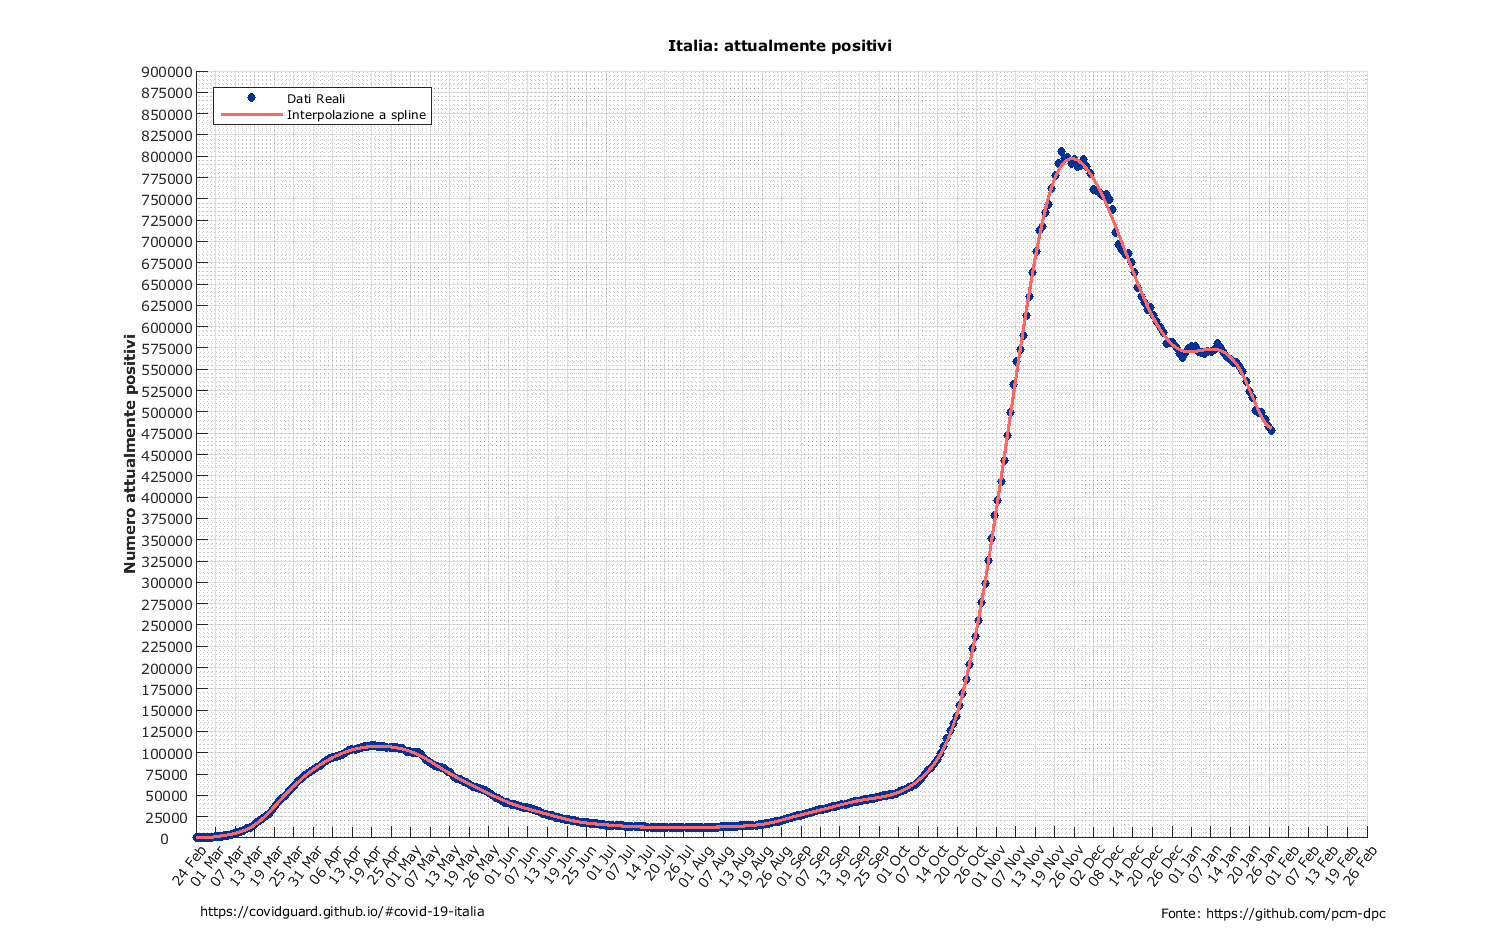 Italia: attualmente positivi
900000
875000
850000
825000
800000
775000
750000
725000
700000
675000
650000
625000
600000
575000
550000
525000
500000
475000
450000
425000
400000
375000
350000
325000
300000
275000
250000
225000
200000
175000
150000
125000
100000
75000
50000
25000
0
Dati Reali
Interpolazione a spline
Numero attualmente positivi
24 Feb
01 Mar
07 Mar
13 Mar
19 Mar
25 Mar
31 Mar
06 Apr
13 Apr
19 Apr
25 Apr
01 May
07 May
13 May
19 May
26 May
01 Jun
07 Jun
13 Jun
19 Jun
25 Jun
01 Jul
07 Jul
14 Jul
20 Jul
26 Jul
01 Aug
07 Aug
13 Aug
19 Aug
26 Aug
01 Sep
07 Sep
13 Sep
19 Sep
25 Sep
01 Oct
07 Oct
14 Oct
20 Oct
26 Oct
01 Nov
07 Nov
13 Nov
19 Nov
26 Nov
02 Dec
08 Dec
14 Dec
20 Dec
26 Dec
01 Jan
07 Jan
14 Jan
20 Jan
26 Jan
01 Feb
07 Feb
13 Feb
19 Feb
26 Feb
https://covidguard.github.io/#covid-19-italia
Fonte: https://github.com/pcm-dpc